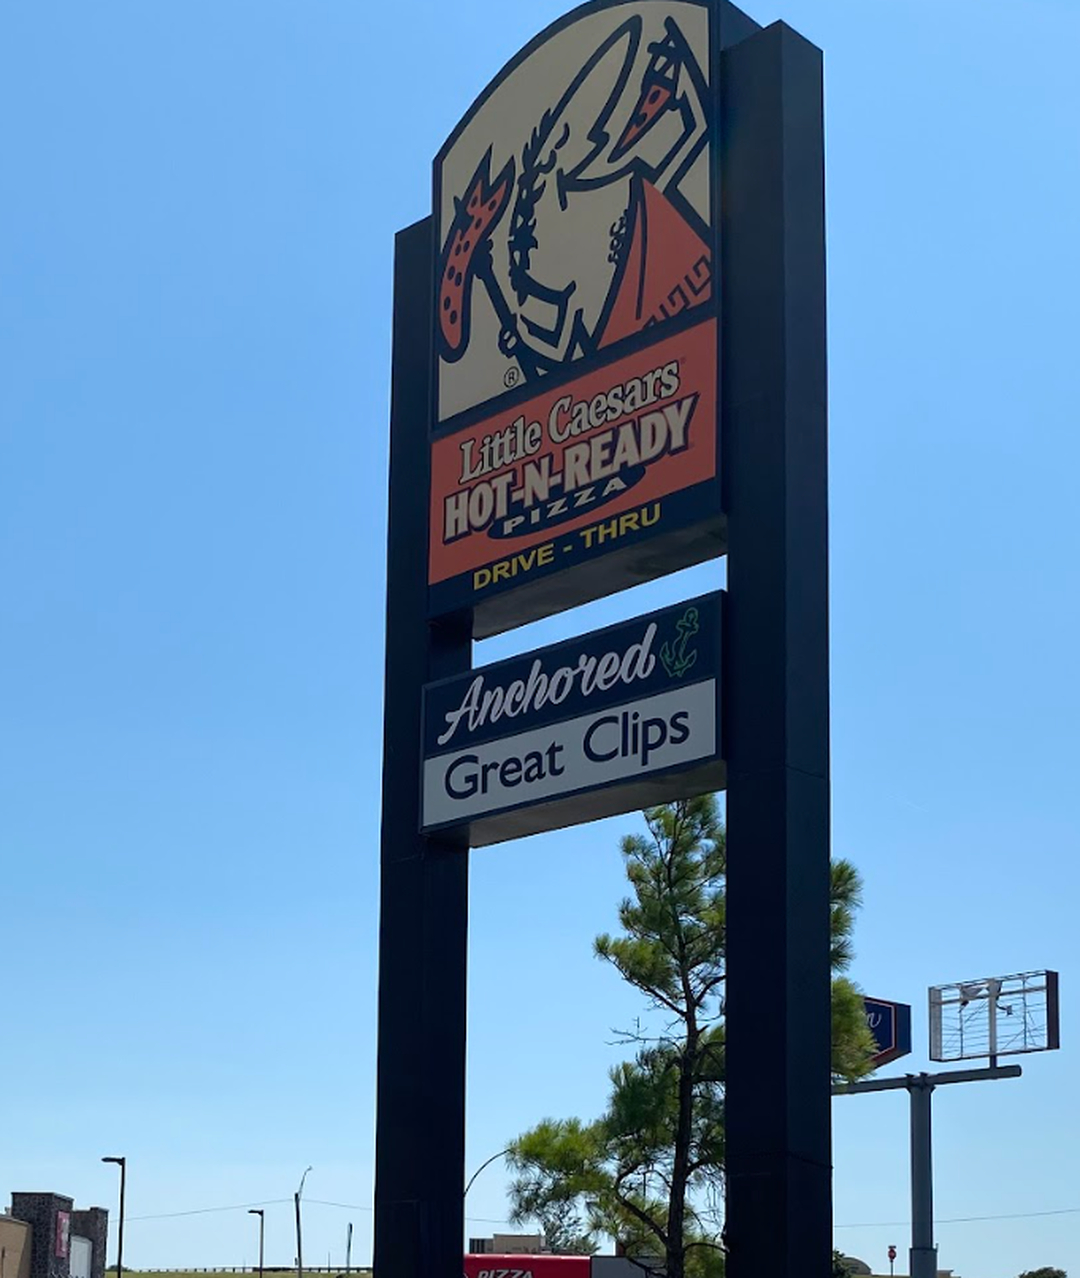 ®
Little Caesars
HOT-N-READY
PIZZA
DRIVE - THRU
Anchored
Great Clips
PIZZA